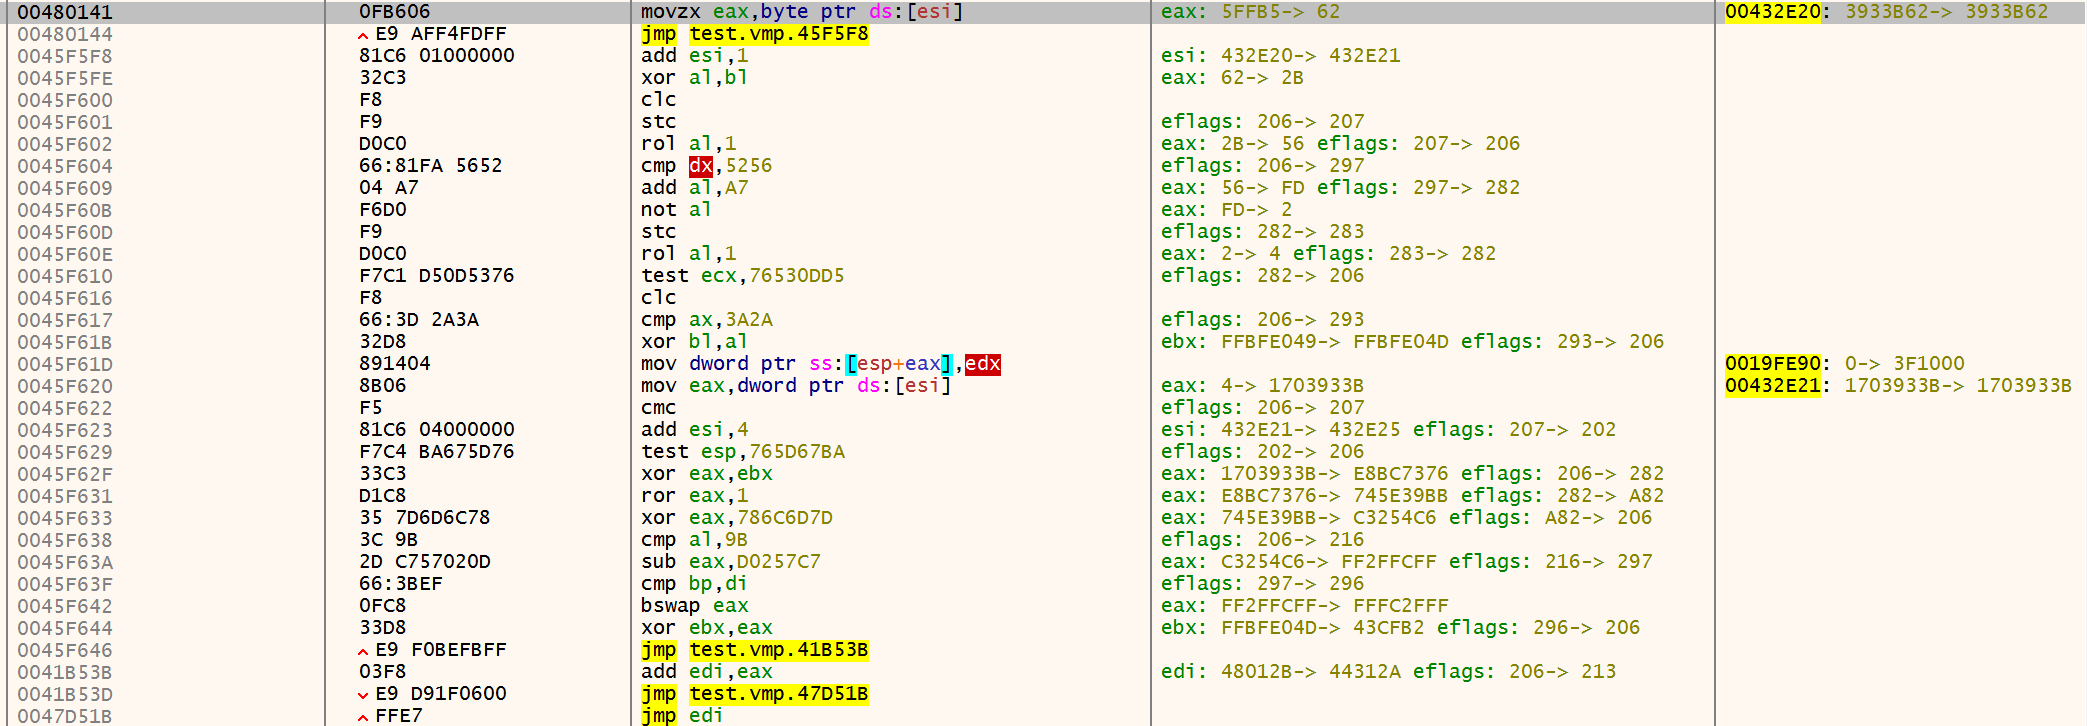 00480141 0FB606 movzx eax,byte ptr ds:[esi] eax: 5FFB5-> 62 00432E20: 3933B62-> 3933B62
00480144 ^ E9 AFF4FDFF jmp test.vmp.45F5F8
0045F5F8 81C6 01000000 add esi,1 esi: 432E20-> 432E21
0045F5FE 32C3 xor al,bl eax: 62-> 2B
0045F600 F8 clc
0045F601 F9 stc eflags: 206-> 207
0045F602 D0C0 rol al,1 eax: 2B-> 56 eflags: 207-> 206
0045F604 66:81FA 5652 cmp dx,5256 eflags: 206-> 297
0045F609 04 A7 add al,A7 eax: 56-> FD eflags: 297-> 282
0045F60B F6D0 not al eax: FD-> 2
0045F60D F9 stc eflags: 282-> 283
0045F60E D0C0 rol al,1 eax: 2-> 4 eflags: 283-> 282
0045F610 F7C1 D50D5376 test ecx,76530DD5 eflags: 282-> 206
0045F616 F8 clc
0045F617 66:3D 2A3A cmp ax,3A2A eflags: 206-> 293
0045F61B 32D8 xor bl,al ebx: FFBFE049-> FFBFE04D eflags: 293-> 206
0045F61D 891404 mov dword ptr ss:[esp+eax],edx 0019FE90: 0-> 3F1000
0045F620 8B06 mov eax,dword ptr ds:[esi] eax: 4-> 1703933B 00432E21: 1703933B-> 1703933B
0045F622 F5 cmc eflags: 206-> 207
0045F623 81C6 04000000 add esi,4 esi: 432E21-> 432E25 eflags: 207-> 202
0045F629 F7C4 BA675D76 test esp,765D67BA eflags: 202-> 206
0045F62F 33C3 xor eax,ebx eax: 1703933B-> E8BC7376 eflags: 206-> 282
0045F631 D1C8 ror eax,1 eax: E8BC7376-> 745E39BB eflags: 282-> A82
0045F633 35 7D6D6C78 xor eax,786C6D7D eax: 745E39BB-> C3254C6 eflags: A82-> 206
0045F638 3C 9B cmp al,9B eflags: 206-> 216
0045F63A 2D C757020D sub eax,D0257C7 eax: C3254C6-> FF2FFCFF eflags: 216-> 297
0045F63F 66:3BEF cmp bp,di eflags: 297-> 296
0045F642 0FC8 bswap eax eax: FF2FFCFF-> FFFC2FFF
0045F644 33D8 xor ebx,eax ebx: FFBFE04D-> 43CFB2 eflags: 296-> 206
0045F646 ^ E9 F0BEFBFF jmp test.vmp.41B53B
0041B53B 03F8 add edi,eax edi: 48012B-> 44312A eflags: 206-> 213
0041B53D v E9 D91F0600 jmp test.vmp.47D51B
0047D51B ^ FFE7 jmp edi